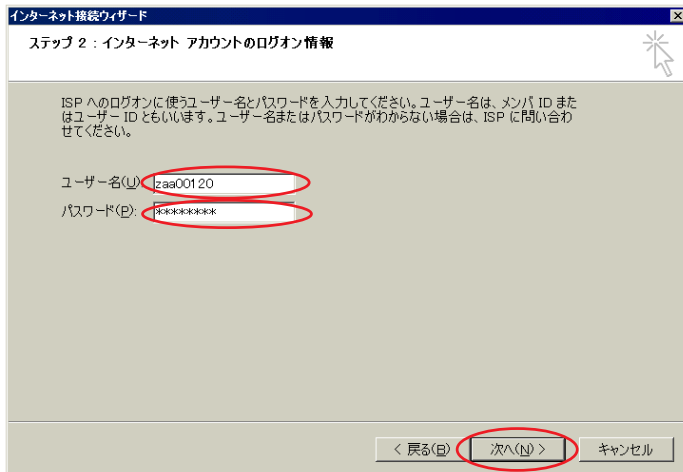 インターネット接続ウィザード
ステップ 2 : インターネット アカウントのログオン情報
ISP へのログオンに使うユーザー名とパスワードを入力してください。ユーザー名は、メンバ ID また
はユーザー ID ともいいます。ユーザー名またはパスワードがわからない場合は、ISP に問い合わ
せてください。
ユーザー名(U): zaa00120
パスワード(P): ********
< 戻る(B) 次へ(N) > キャンセル